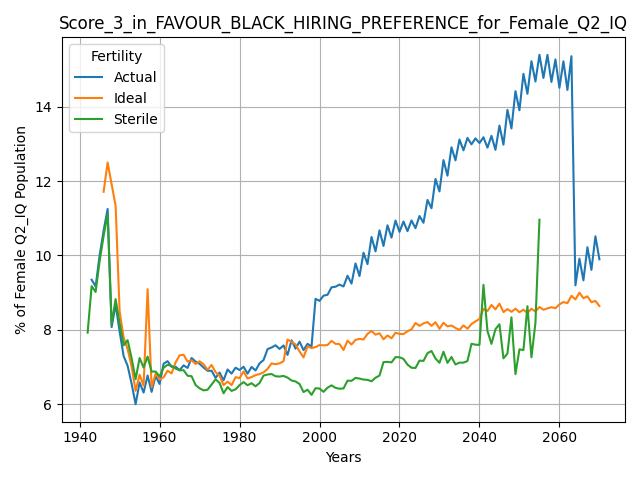 Score_3_in_FAVOUR_BLACK_HIRING_PREFERENCE_for_Female_Q2_IQ
Fertility
Actual
Ideal
Sterile
% of Female Q2_IQ Population
14
12
10
8
6
1940 1960 1980 2000 2020 2040 2060
Years